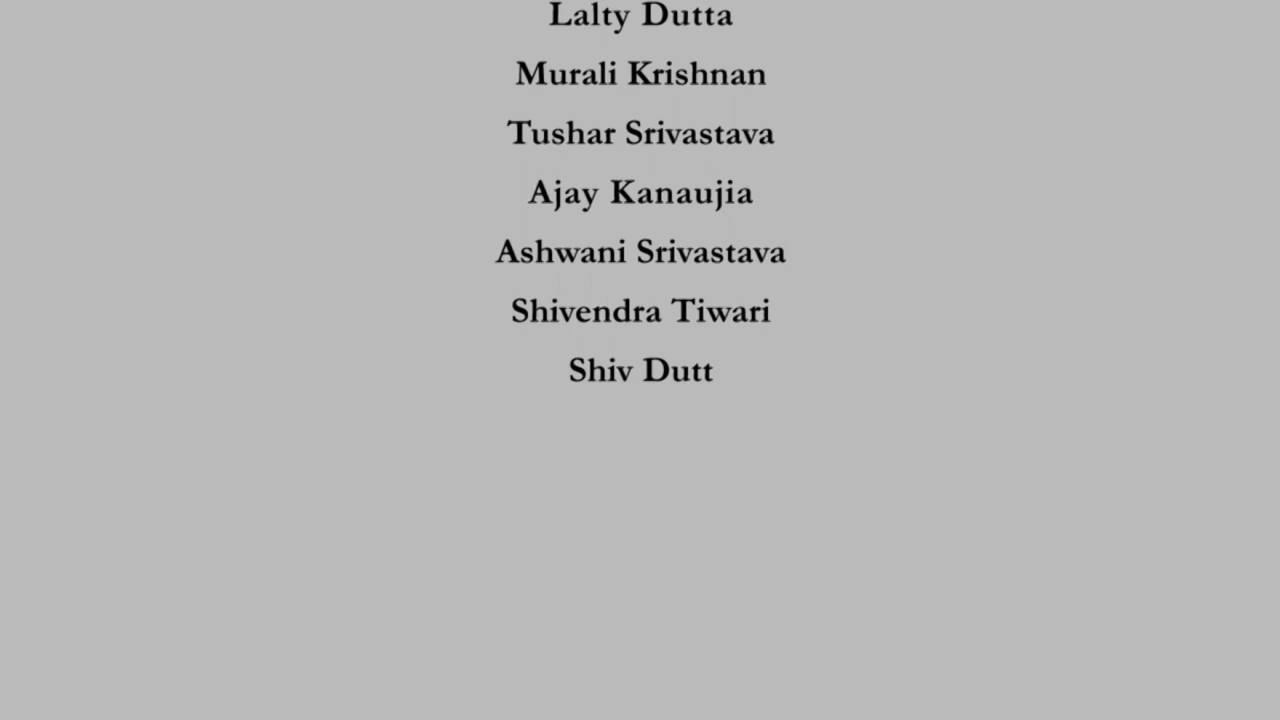 Lalty Dutta
Murali Krishnan
Tushar Srivastava
Ajay Kanaujia
Ashwani Srivastava
Shivendra Tiwari
Shiv Dutt